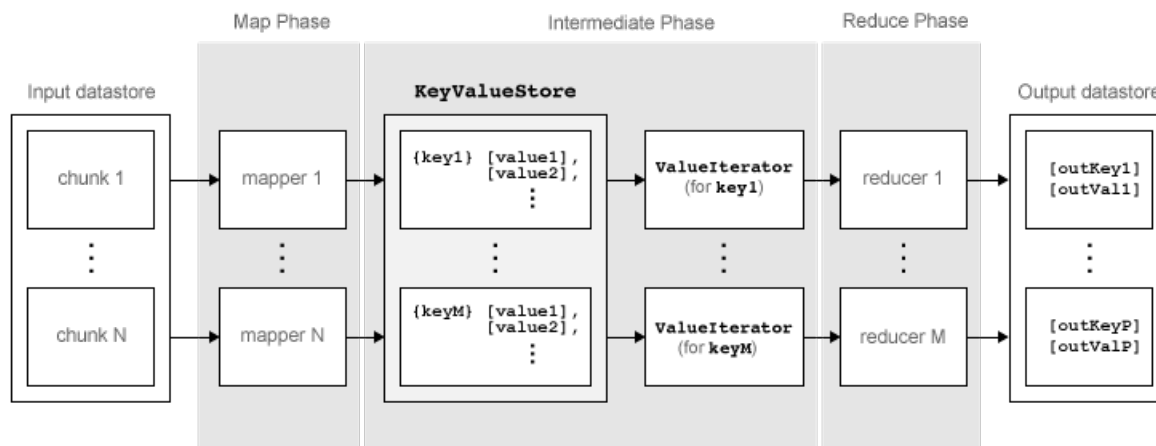 Map Phase
Intermediate Phase
Reduce Phase
Input datastore
KeyValueStore
Output datastore
chunk 1
mapper 1
{key1} [value1],
[value2],
⋮
ValueIterator
(for key1)
reducer 1
[outKey1]
[outVal1]
⋮
⋮
⋮
⋮
⋮
⋮
chunk N
mapper N
{keyM} [value1],
[value2],
⋮
ValueIterator
(for keyM)
reducer M
[outKeyP]
[outValP]